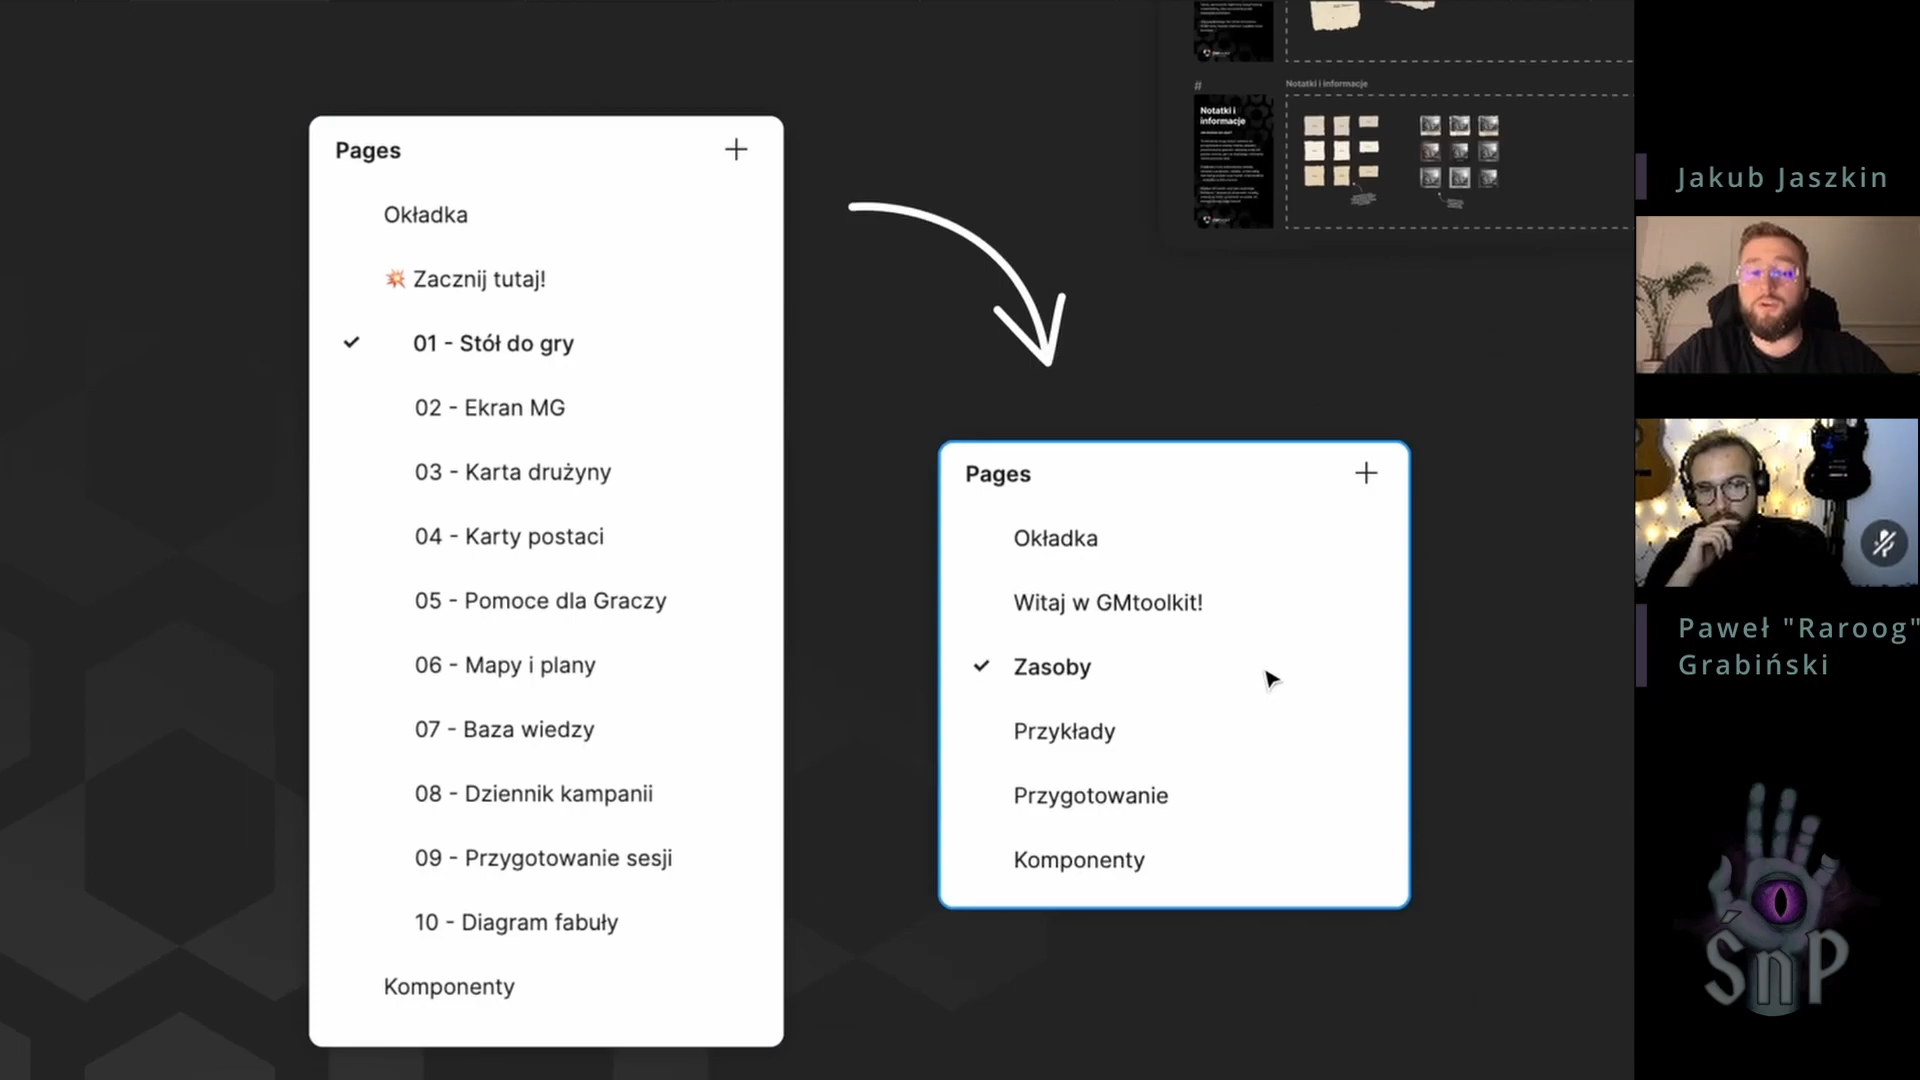 Pages
Okładka
Zacznij tutaj!
01 - Stół do gry
02 - Ekran MG
03 - Karta drużyny
04 - Karty postaci
05 - Pomoce dla Graczy
06 - Mapy i plany
07 - Baza wiedzy
08 - Dziennik kampanii
09 - Przygotowanie sesji
10 - Diagram fabuły
Komponenty
#
Notatki i informacje
Notatki i
informacje
Pages
Okładka
Witaj w GMtoolkit!
Zasoby
Przykłady
Przygotowanie
Komponenty
Jakub Jaszkin
Paweł "Raroog"
Grabiński
ŚnP